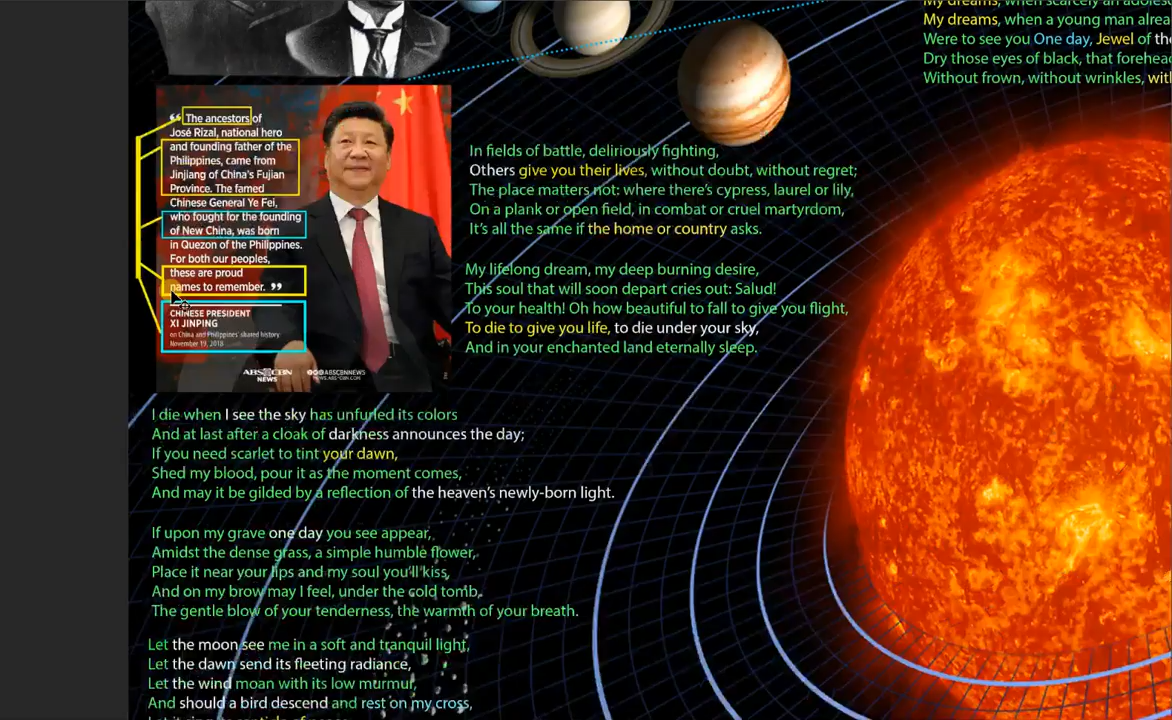 My dreams, when scarcely an adoles
My dreams, when a young man alrea
Were to see you One day, Jewel of the
Dry those eyes of black, that forehea
Without frown, without wrinkles, with
“ The ancestors of
José Rizal, national hero
and founding father of the
Philippines, came from
Jinjiang of China's Fujian
Province. The famed
Chinese General Ye Fei,
who fought for the founding
of New China, was born
in Quezon of the Philippines.
For both our peoples,
these are proud
names to remember. ”
CHINESE PRESIDENT
XI JINPING
on China and Philippines' shared history
November 19, 2018
ABS-CBN
NEWS
ABSCBNNEWS
NEWS.ABS-CBN.COM
In fields of battle, deliriously fighting,
Others give you their lives, without doubt, without regret;
The place matters not: where there's cypress, laurel or lily,
On a plank or open field, in combat or cruel martyrdom,
It's all the same if the home or country asks.
My lifelong dream, my deep burning desire,
This soul that will soon depart cries out: Salud!
To your health! Oh how beautiful to fall to give you flight,
To die to give you life, to die under your sky,
And in your enchanted land eternally sleep.
I die when I see the sky has unfurled its colors
And at last after a cloak of darkness announces the day;
If you need scarlet to tint your dawn,
Shed my blood, pour it as the moment comes,
And may it be gilded by a reflection of the heaven's newly-born light.
If upon my grave one day you see appear,
Amidst the dense grass, a simple humble flower,
Place it near your lips and my soul you'll kiss,
And on my brow may I feel, under the cold tomb,
The gentle blow of your tenderness, the warmth of your breath.
Let the moon see me in a soft and tranquil light,
Let the dawn send its fleeting radiance,
Let the wind moan with its low murmur,
And should a bird descend and rest on my cross,